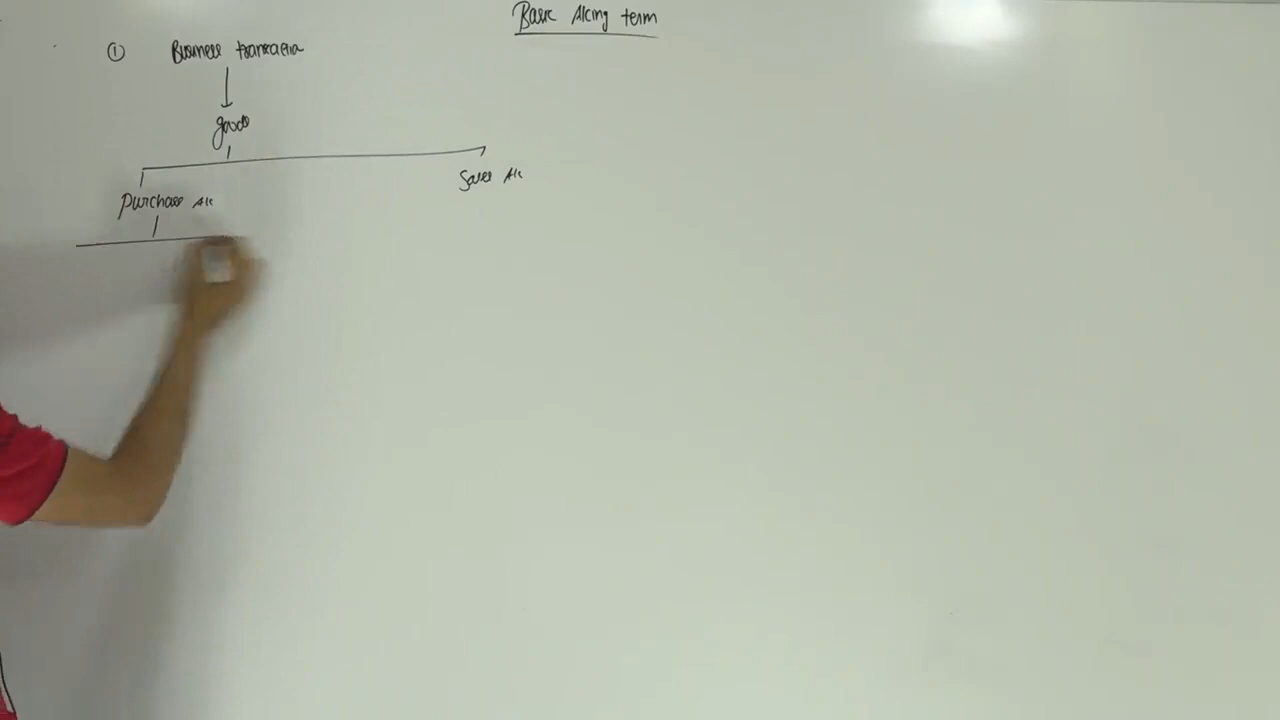 Basic A/cing term
① Business transaction
goods
Purchase A/c
Sales A/c